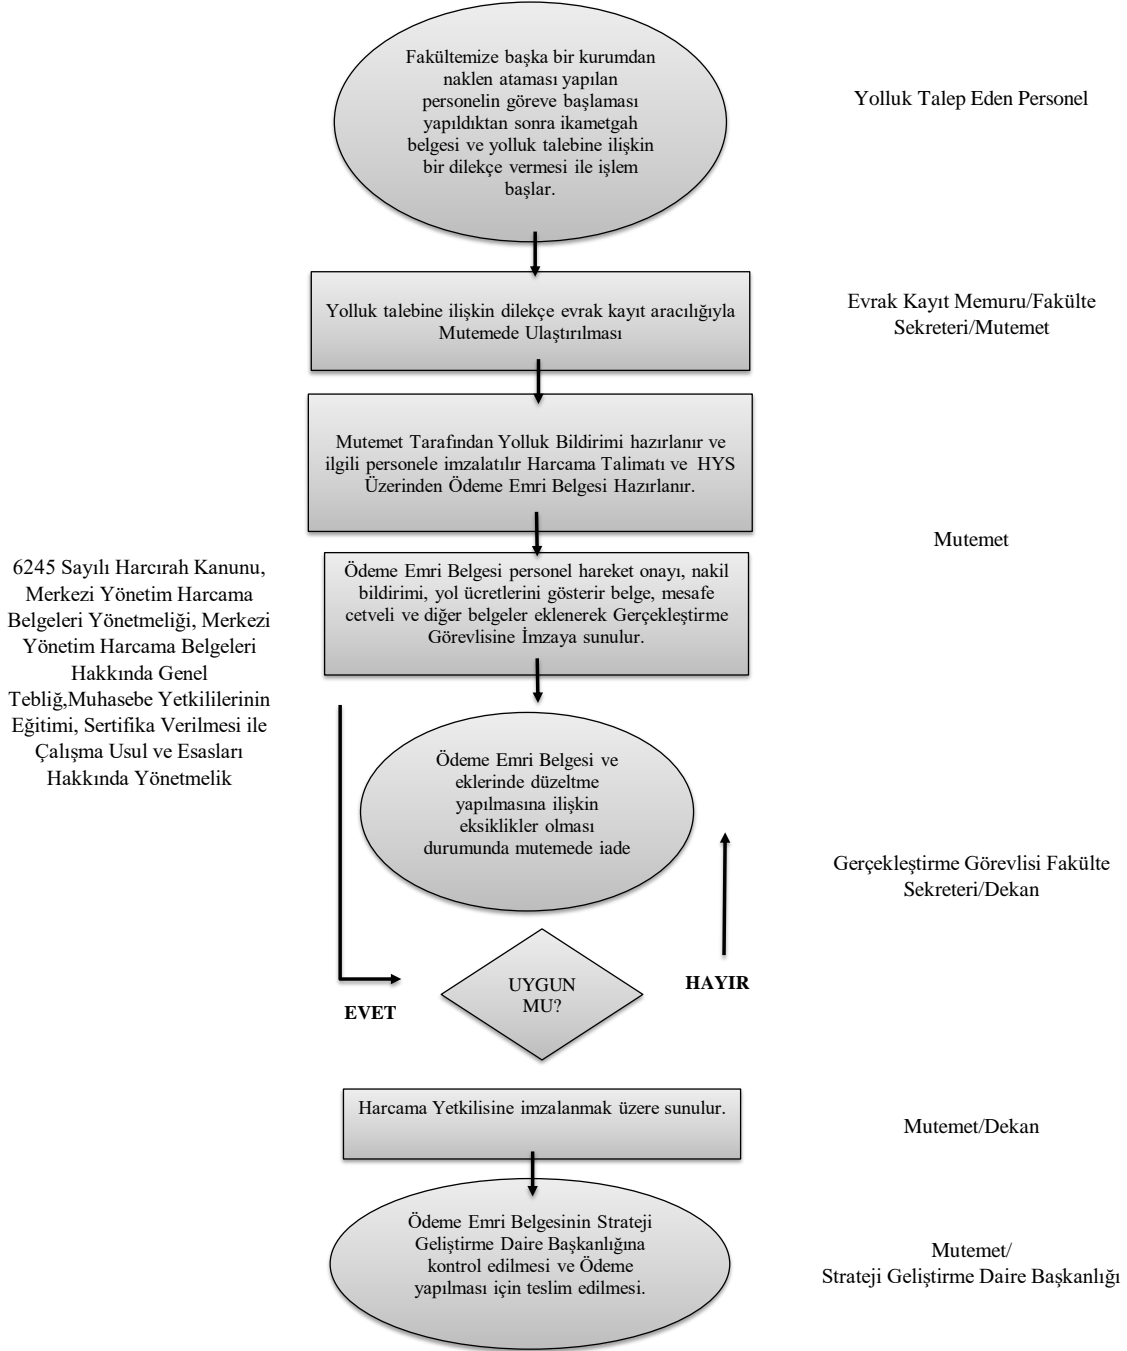 Fakültemize başka bir kurumdan
naklen ataması yapılan
personelin göreve başlaması
yapıldıktan sonra ikametgah
belgesi ve yolluk talebine ilişkin
bir dilekçe vermesi ile işlem
başlar.
Yolluk Talep Eden Personel
Yolluk talebine ilişkin dilekçe evrak kayıt aracılığıyla
Mutemede Ulaştırılması
Evrak Kayıt Memuru/Fakülte
Sekreteri/Mutemet
Mutemet Tarafından Yolluk Bildirimi hazırlanır ve
ilgili personele imzalatılır Harcama Talimatı ve HYS
Üzerinden Ödeme Emri Belgesi Hazırlanır.
Mutemet
6245 Sayılı Harcırah Kanunu,
Merkezi Yönetim Harcama
Belgeleri Yönetmeliği, Merkezi
Yönetim Harcama Belgeleri
Hakkında Genel
Tebliğ,Muhasebe Yetkililerinin
Eğitimi, Sertifika Verilmesi ile
Çalışma Usul ve Esasları
Hakkında Yönetmelik
Ödeme Emri Belgesi personel hareket onayı, nakil
bildirimi, yol ücretlerini gösterir belge, mesafe
cetveli ve diğer belgeler eklenerek Gerçekleştirme
Görevlisine İmzaya sunulur.
Ödeme Emri Belgesi ve
eklerinde düzeltme
yapılmasına ilişkin
eksiklikler olması
durumunda mutemede iade
Gerçekleştirme Görevlisi Fakülte
Sekreteri/Dekan
UYGUN
MU?
HAYIR
EVET
Harcama Yetkilisine imzalanmak üzere sunulur.
Mutemet/Dekan
Ödeme Emri Belgesinin Strateji
Geliştirme Daire Başkanlığına
kontrol edilmesi ve Ödeme
yapılması için teslim edilmesi.
Mutemet/
Strateji Geliştirme Daire Başkanlığı